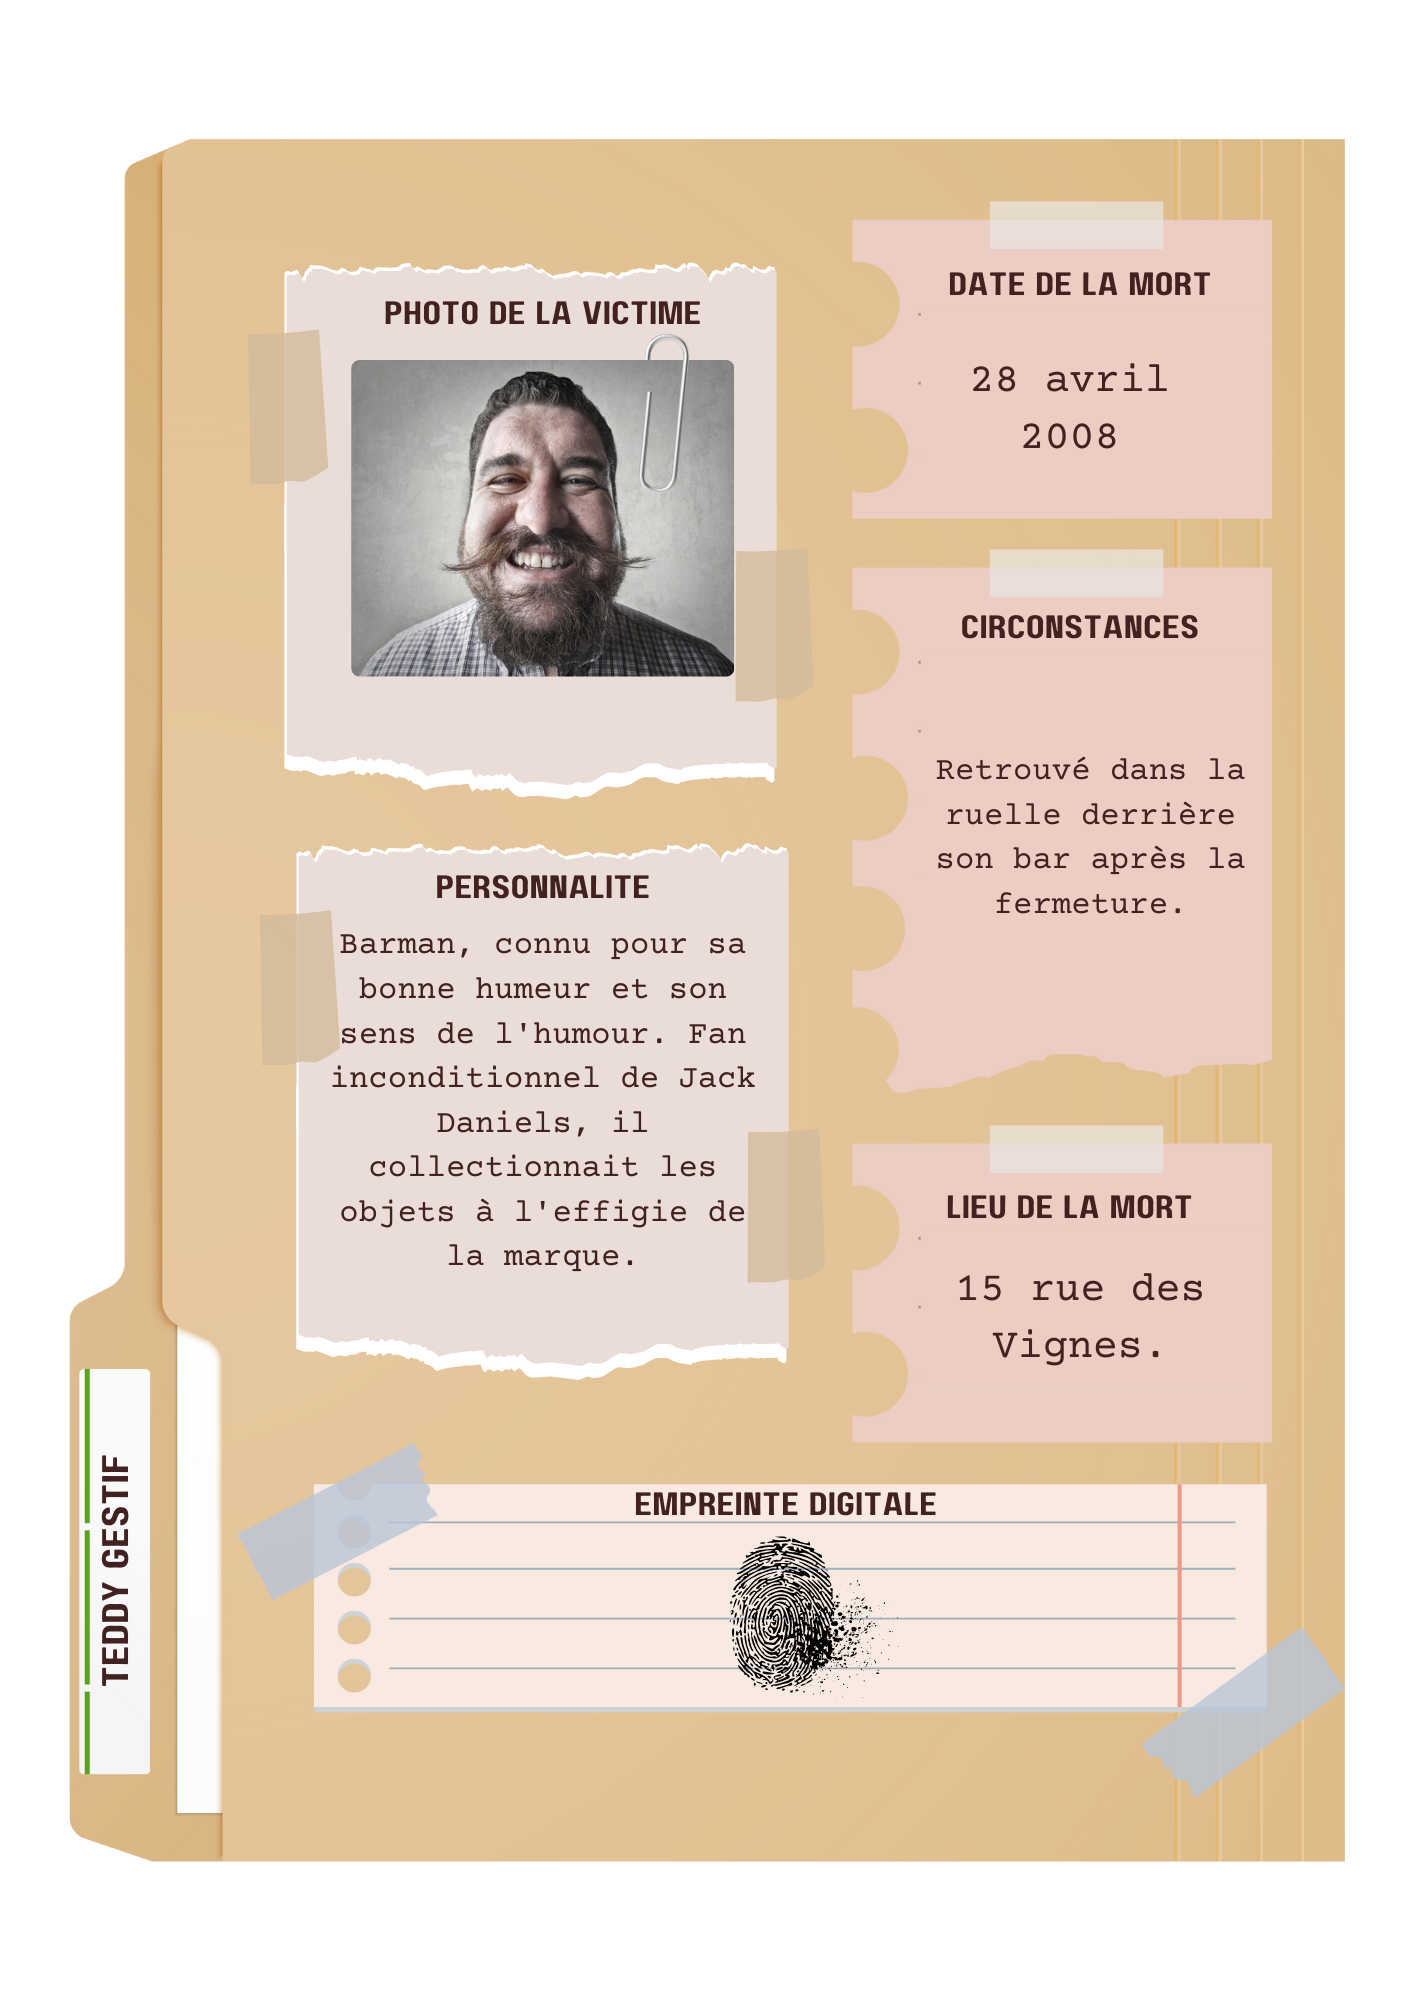 PHOTO DE LA VICTIME
PERSONNALITE
Barman, connu pour sa
bonne humeur et son
sens de l'humour. Fan
inconditionnel de Jack
Daniels, il
collectionnait les
objets à l'effigie de
la marque.
DATE DE LA MORT
28 avril
2008
CIRCONSTANCES
Retrouvé dans la
ruelle derrière
son bar après la
fermeture.
LIEU DE LA MORT
15 rue des
Vignes.
EMPREINTE DIGITALE
TEDDY GESTIF